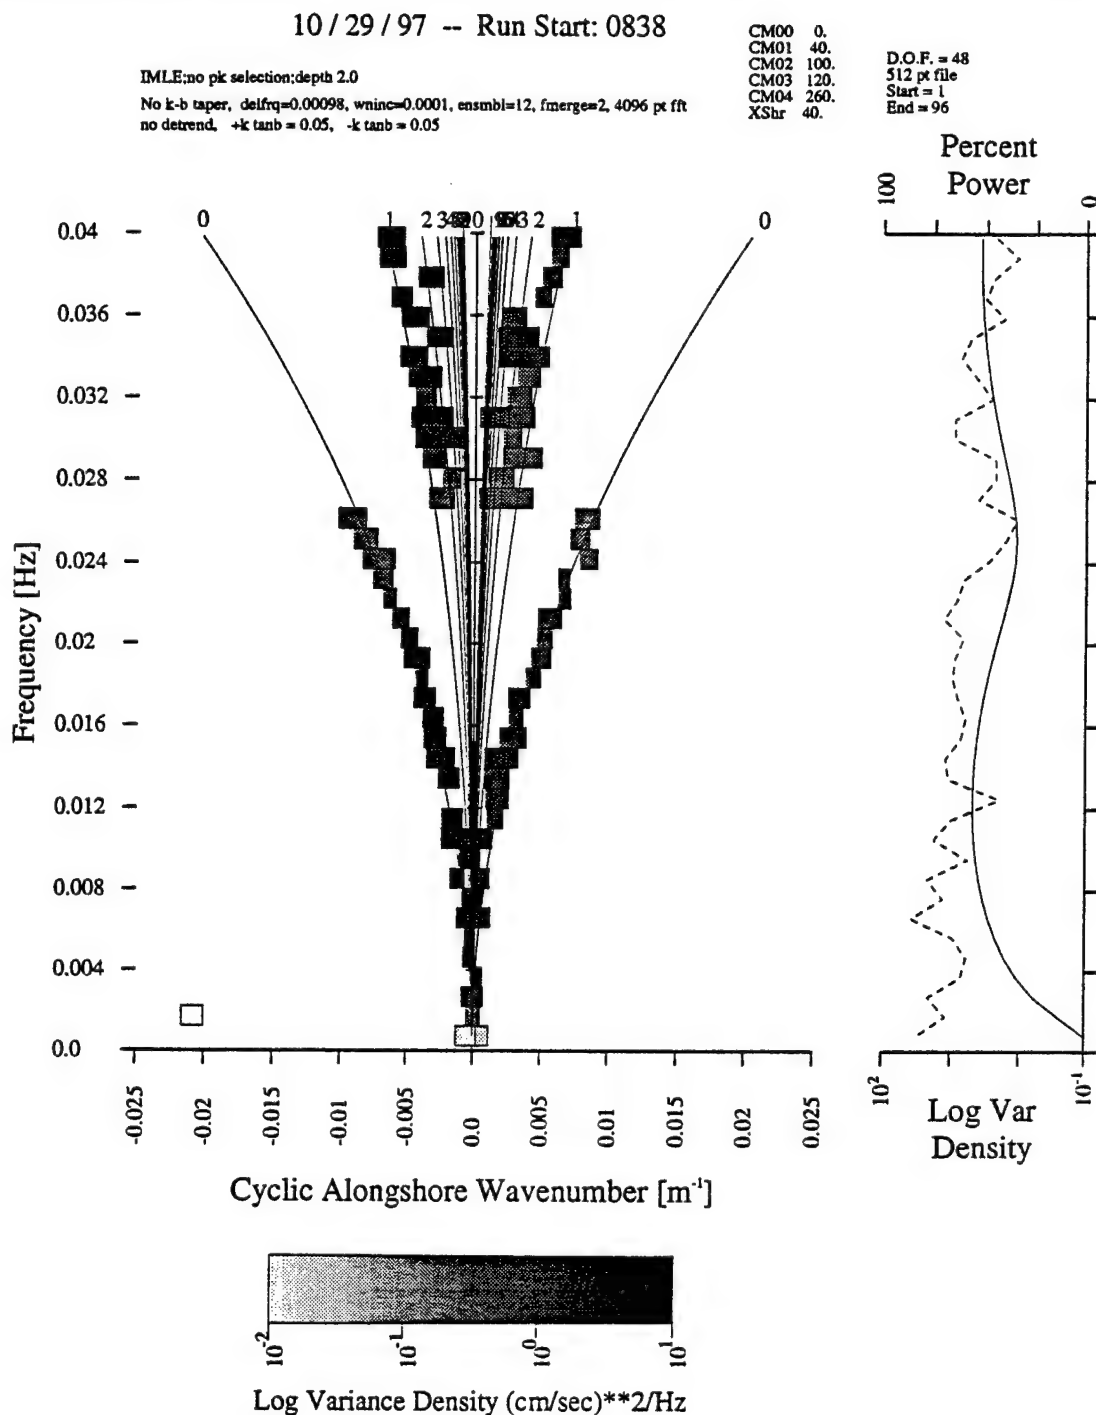 10 / 29 / 97 -- Run Start: 0838
IMLE;no pk selection;depth 2.0
No k-b taper, delfrq=0.00098, wninc=0.0001, ensmbl=12, fmerge=2, 4096 pt fft
no detrend, +k tanb = 0.05, -k tanb = 0.05
CM00 0.
CM01 40.
CM02 100.
CM03 120.
CM04 260.
XShr 40.
D.O.F. = 48
512 pt file
Start = 1
End = 96
Percent
Power
100 0
0 1 2 3 4 0 3 2 1 0
0.04
0.036
0.032
0.028
0.024
0.02
0.016
0.012
0.008
0.004
0.0
Frequency [Hz]
-0.025 -0.02 -0.015 -0.01 -0.005 0.0 0.005 0.01 0.015 0.02 0.025
Cyclic Alongshore Wavenumber [m⁻¹]
10² 10⁻¹
Log Var
Density
10⁻² 10⁻¹ 10⁰ 10¹
Log Variance Density (cm/sec)**2/Hz